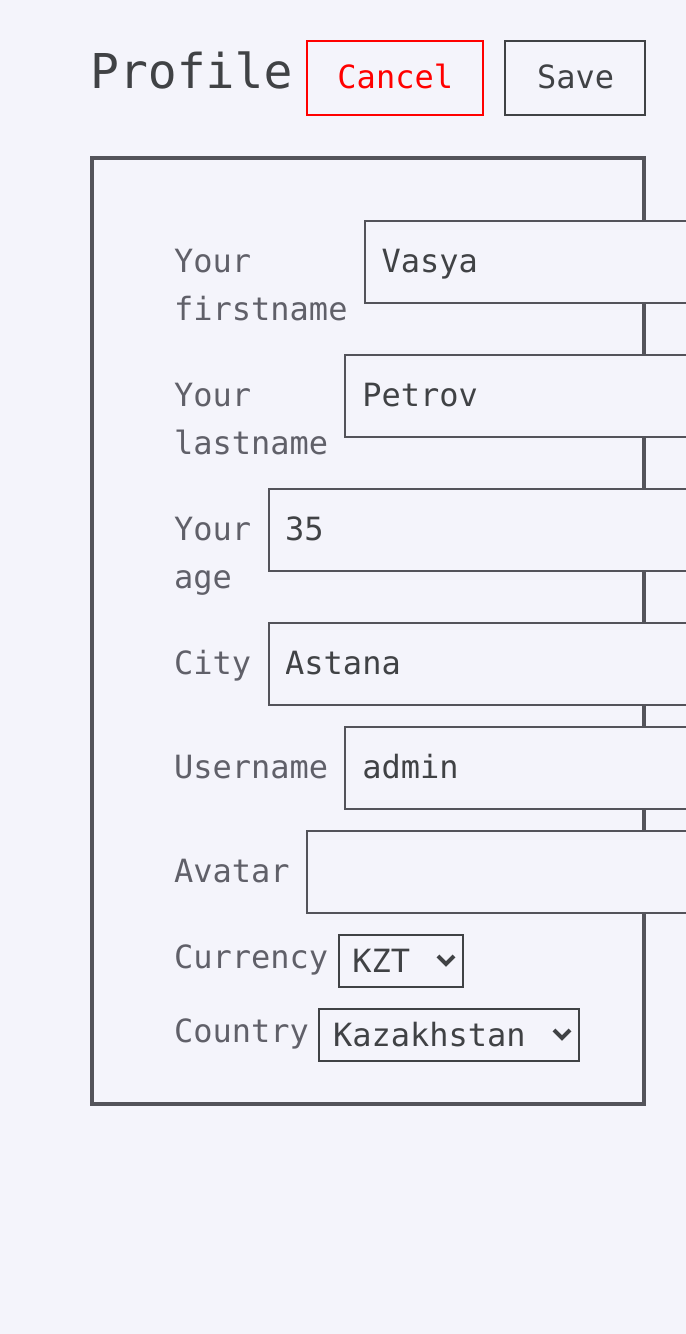 Profile Cancel Save
Your Vasya
firstname
Your Petrov
lastname
Your 35
age
City Astana
Username admin
Avatar
Currency KZT
Country Kazakhstan